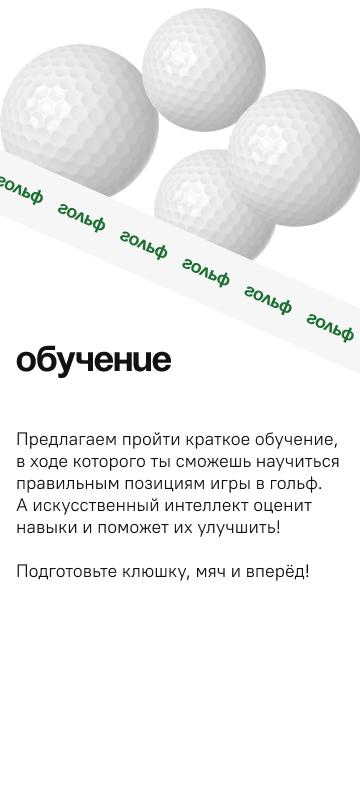 гольф гольф гольф гольф гольф гольф
обучение
Предлагаем пройти краткое обучение,
в ходе которого ты сможешь научиться
правильным позициям игры в гольф.
А искусственный интеллект оценит
навыки и поможет их улучшить!
Подготовьте клюшку, мяч и вперёд!